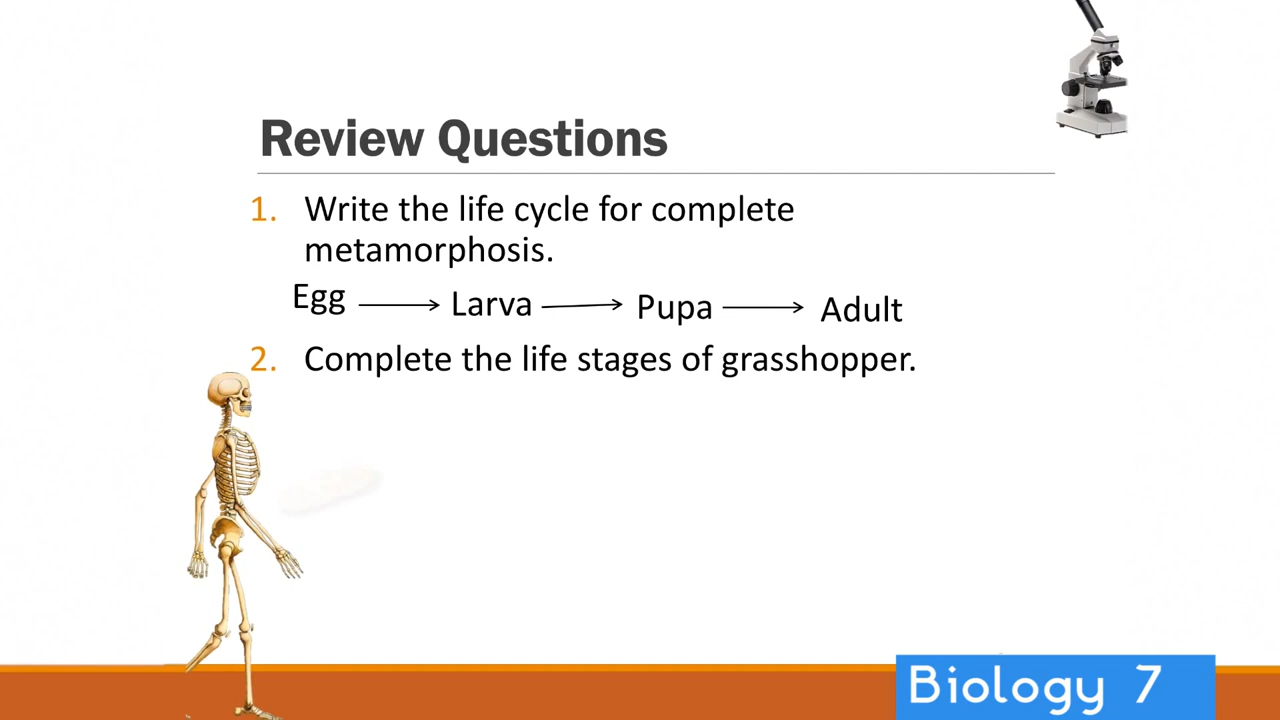 Review Questions
1. Write the life cycle for complete
metamorphosis.
Egg Larva Pupa Adult
2. Complete the life stages of grasshopper.
Biology 7